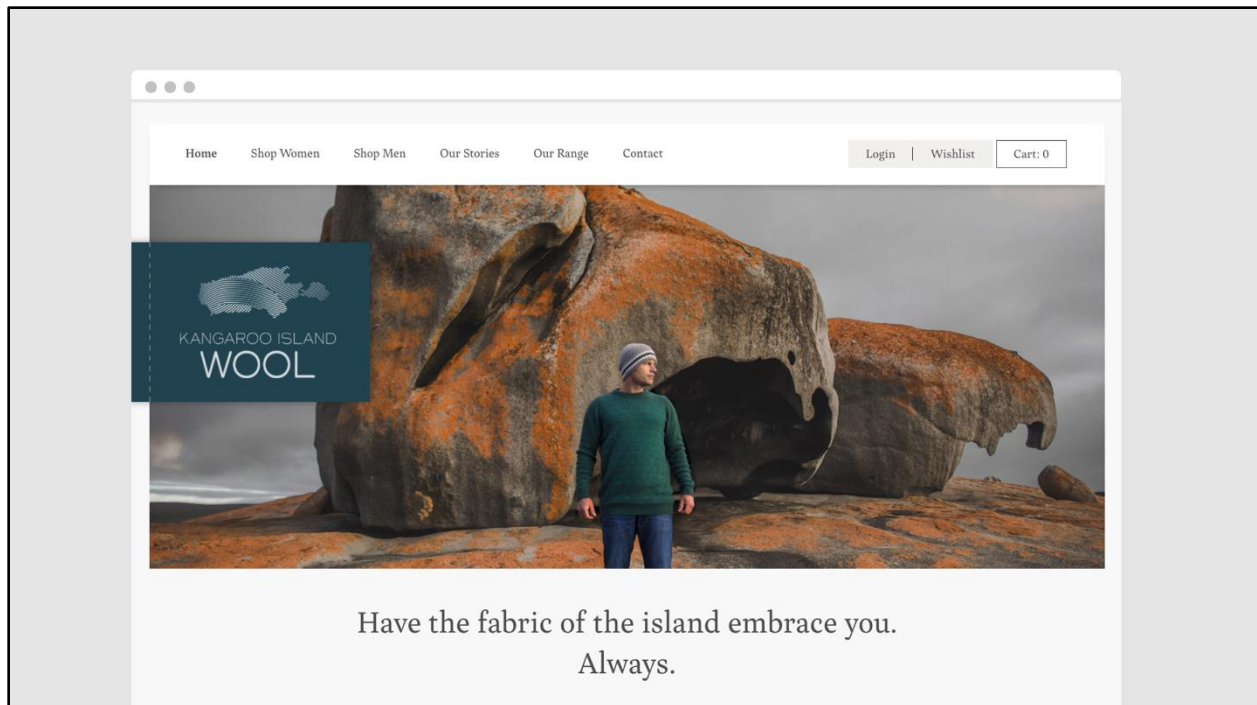 Home Shop Women Shop Men Our Stories Our Range Contact Login | Wishlist Cart: 0
KANGAROO ISLAND
WOOL
Have the fabric of the island embrace you.
Always.